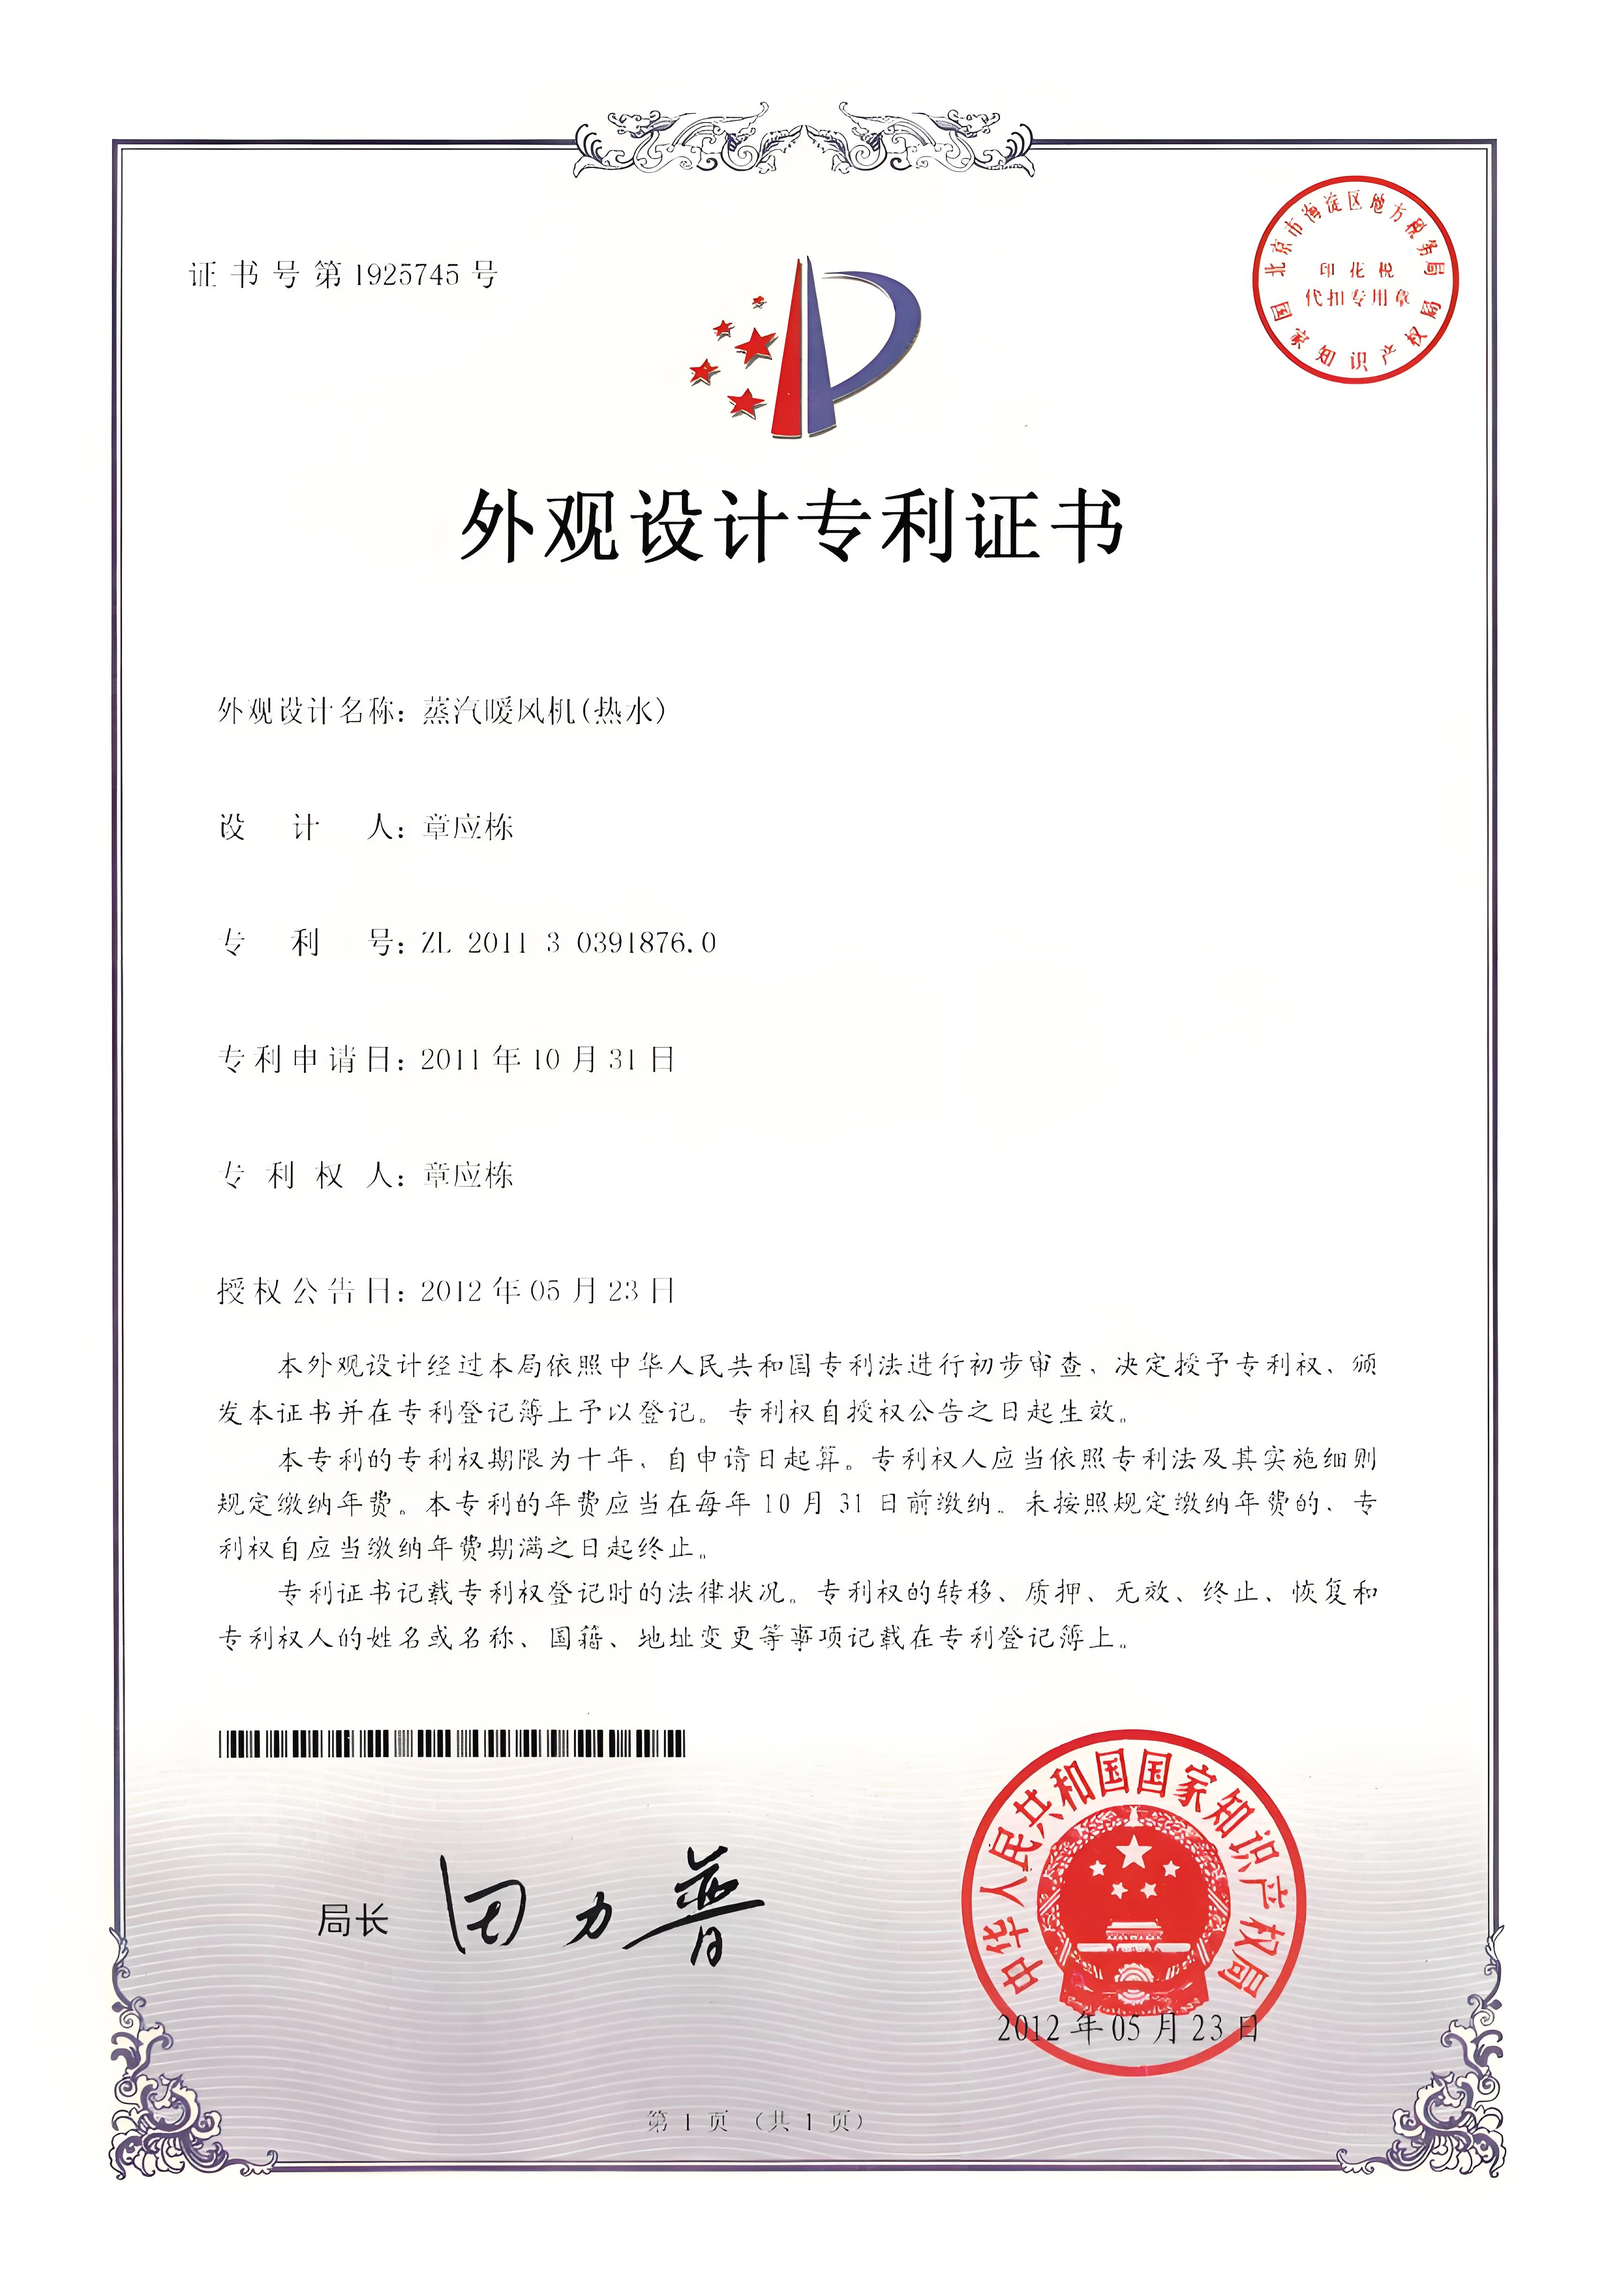 证书号第1925745号
北京市海淀区地方税务局
印花税
代扣专用章
国家知识产权局
外观设计专利证书
外观设计名称：蒸汽暖风机(热水)
设计人：章应栋
专利号：ZL 2011 3 0391876.0
专利申请日：2011年10月31日
专利权人：章应栋
授权公告日：2012年05月23日
本外观设计经过本局依照中华人民共和国专利法进行初步审查，决定授予专利权，颁
发本证书并在专利登记簿上予以登记。专利权自授权公告之日起生效。
本专利的专利权期限为十年，自申请日起算。专利权人应当依照专利法及其实施细则
规定缴纳年费。本专利的年费应当在每年10月31日前缴纳。未按照规定缴纳年费的，专
利权自应当缴纳年费期满之日起终止。
专利证书记载专利权登记时的法律状况。专利权的转移、质押、无效、终止、恢复和
专利权人的姓名或名称、国籍、地址变更等事项记载在专利登记簿上。
局长 田力普
中华人民共和国国家知识产权局
2012年05月23日
第1页（共1页）